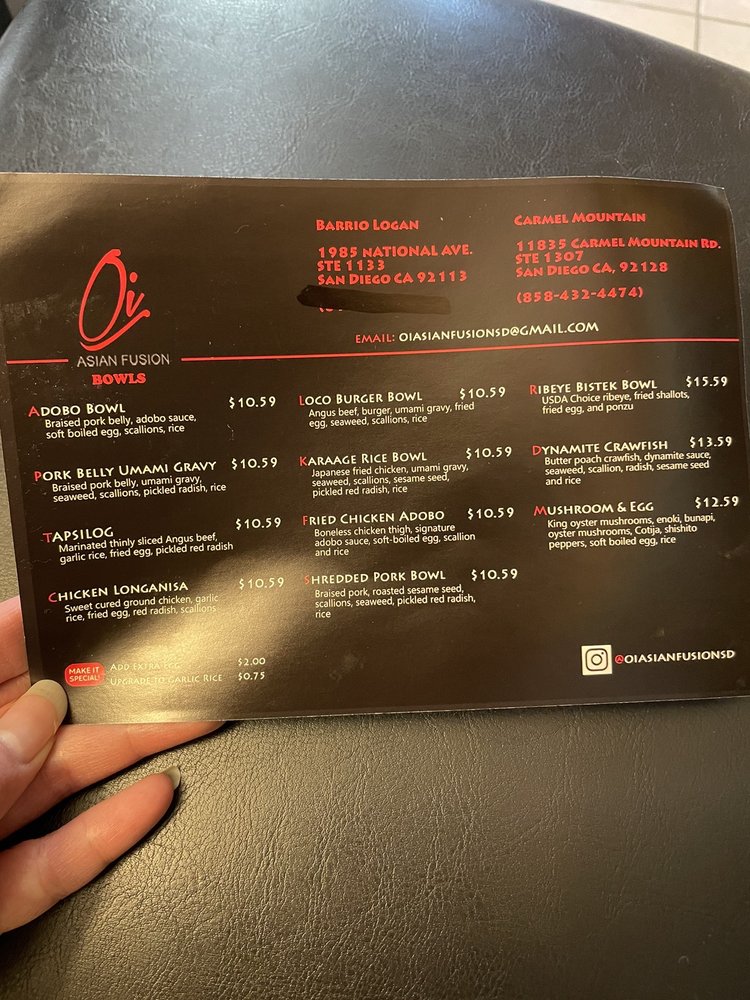 Oi
ASIAN FUSION
BARRIO LOGAN
1985 NATIONAL AVE.
STE 1133
SAN DIEGO CA 92113
CARMEL MOUNTAIN
11835 CARMEL MOUNTAIN RD.
STE 1307
SAN DIEGO CA, 92128
(858-432-4474)
EMAIL: OIASIANFUSIONSD@GMAIL.COM
BOWLS
ADOBO BOWL $10.59
Braised pork belly, adobo sauce,
soft boiled egg, scallions, rice
PORK BELLY UMAMI GRAVY $10.59
Braised pork belly, umami gravy,
seaweed, scallions, pickled radish, rice
TAPSILOG $10.59
Marinated thinly sliced Angus beef,
garlic rice, fried egg, pickled red radish
CHICKEN LONGANISA $10.59
Sweet cured ground chicken, garlic
rice, fried egg, red radish, scallions
LOCO BURGER BOWL $10.59
Angus beef, burger, umami gravy, fried
egg, seaweed, scallions, rice
KARAAGE RICE BOWL $10.59
Japanese fried chicken, umami gravy,
seaweed, scallions, sesame seed,
pickled red radish, rice
FRIED CHICKEN ADOBO $10.59
Boneless chicken thigh, signature
adobo sauce, soft-boiled egg, scallion
and rice
SHREDDED PORK BOWL $10.59
Braised pork, roasted sesame seed,
scallions, seaweed, pickled red radish,
rice
RIBEYE BISTEK BOWL $15.59
USDA Choice ribeye, fried shallots,
fried egg, and ponzu
DYNAMITE CRAWFISH $13.59
Butter poach crawfish, dynamite sauce,
seaweed, scallion, radish, sesame seed
and rice
MUSHROOM & EGG $12.59
King oyster mushrooms, enoki, bunapi,
oyster mushrooms, Cotija, shishito
peppers, soft boiled egg, rice
MAKE IT
SPECIAL!
ADD EXTRA EGG $2.00
UPGRADE TO GARLIC RICE $0.75
@OIASIANFUSIONSD